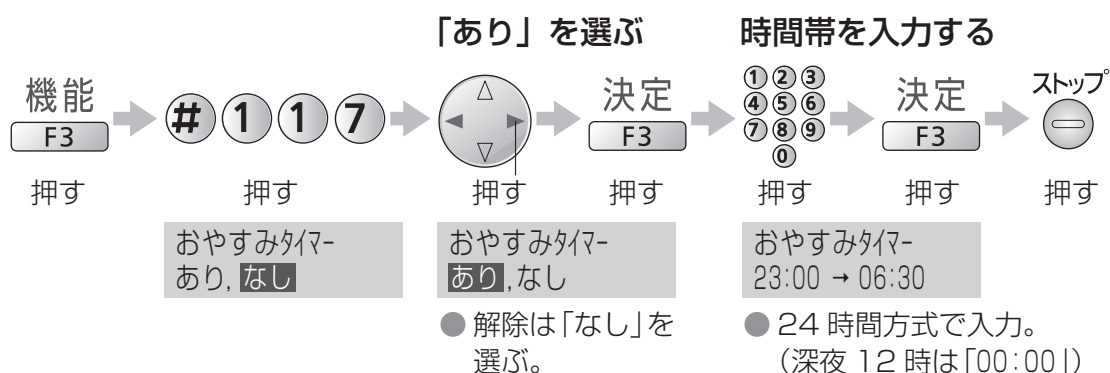 「あり」を選ぶ 時間帯を入力する
機能 決定 1 2 3 決定 ストップ
F3 # 1 1 7 F3 4 5 6 F3
7 8 9
0
押す 押す 押す 押す 押す 押す 押す
おやすみﾀｲﾏｰ おやすみﾀｲﾏｰ おやすみﾀｲﾏｰ
あり, なし あり ,なし 23:00 → 06:30
● 解除は「なし」を ● 24 時間方式で入力。
選ぶ。 (深夜 12 時は「00:00」)